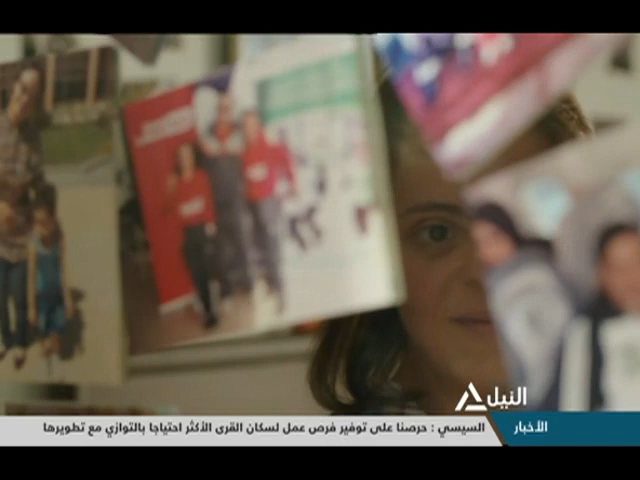 النيل
الأخبار
السيسي : حرصنا على توفير فرص عمل لسكان القرى الأكثر احتياجا بالتوازي مع تطويرها